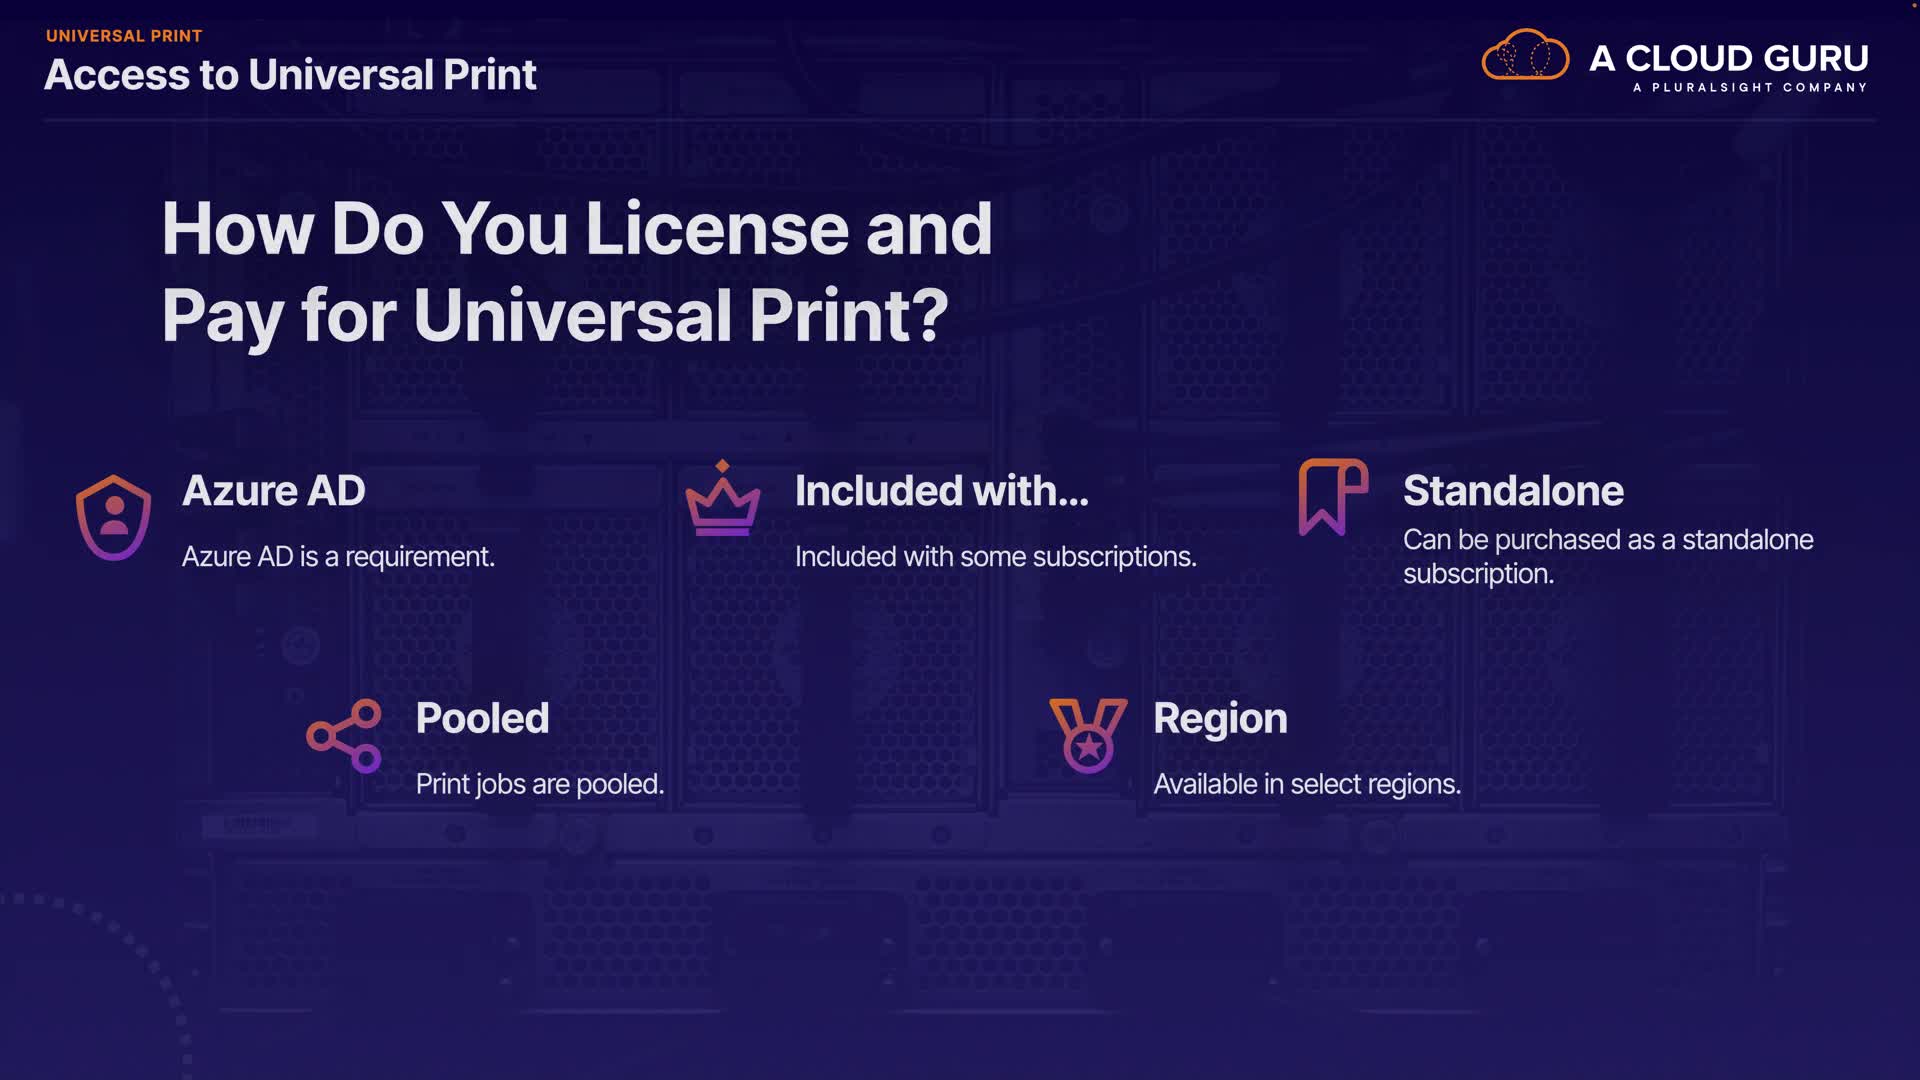 UNIVERSAL PRINT
Access to Universal Print
A CLOUD GURU
A PLURALSIGHT COMPANY
How Do You License and
Pay for Universal Print?
Azure AD
Azure AD is a requirement.
Included with...
Included with some subscriptions.
Standalone
Can be purchased as a standalone
subscription.
Pooled
Print jobs are pooled.
Region
Available in select regions.